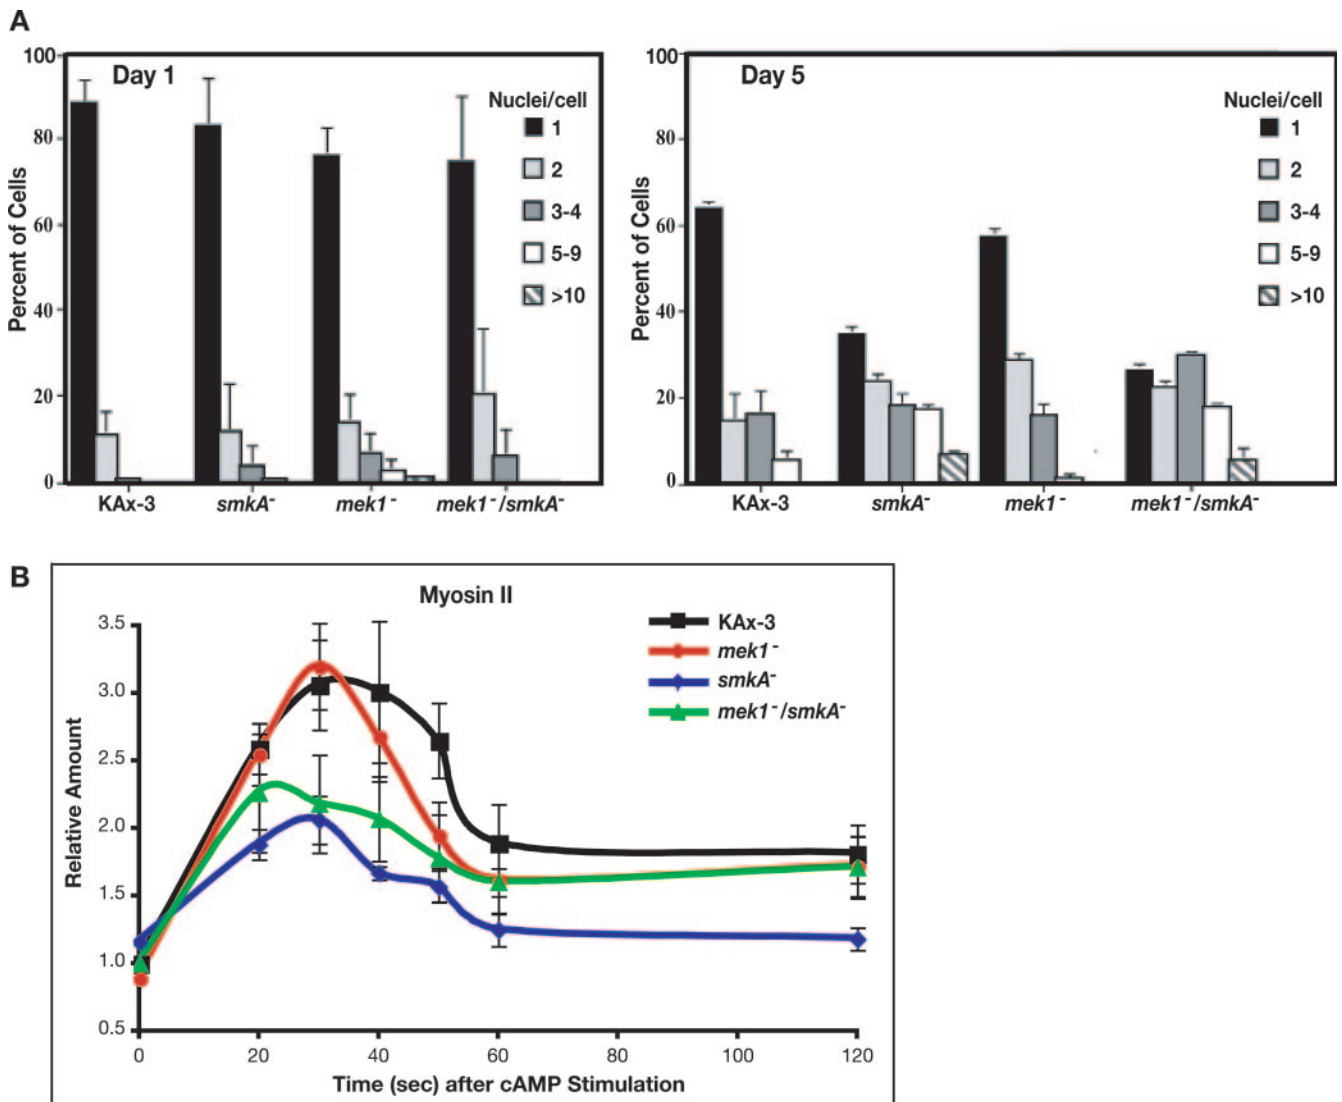 A
Day 1
Percent of Cells
100
80
60
40
20
0
Nuclei/cell
1
2
3-4
5-9
>10
KAx-3
smkA⁻
mek1⁻
mek1⁻/smkA⁻
Day 5
Percent of Cells
100
80
60
40
20
0
Nuclei/cell
1
2
3-4
5-9
>10
KAx-3
smkA⁻
mek1⁻
mek1⁻/smkA⁻
B
Myosin II
KAx-3
mek1⁻
smkA⁻
mek1⁻/smkA⁻
Relative Amount
3.5
3.0
2.5
2.0
1.5
1.0
0.5
0 20 40 60 80 100 120
Time (sec) after cAMP Stimulation